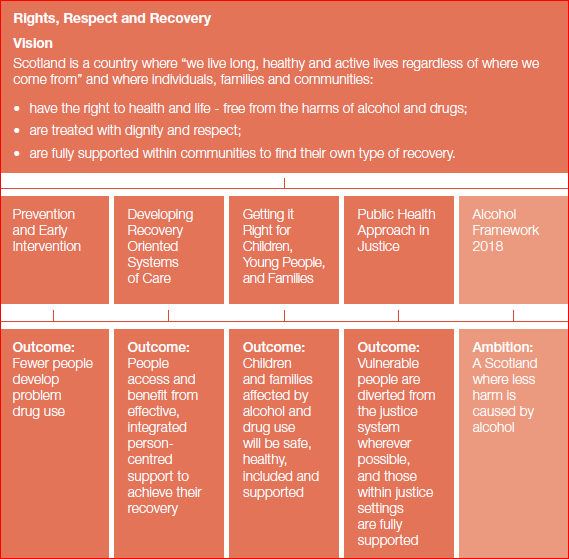 Rights, Respect and Recovery
Vision
Scotland is a country where “we live long, healthy and active lives regardless of where we
come from” and where individuals, families and communities:
• have the right to health and life - free from the harms of alcohol and drugs;
• are treated with dignity and respect;
• are fully supported within communities to find their own type of recovery.
Prevention
and Early
Intervention
Developing
Recovery
Oriented
Systems
of Care
Getting it
Right for
Children,
Young People,
and Families
Public Health
Approach in
Justice
Alcohol
Framework
2018
Outcome:
Fewer people
develop
problem
drug use
Outcome:
People
access and
benefit from
effective,
integrated
person-
centred
support to
achieve their
recovery
Outcome:
Children
and families
affected by
alcohol and
drug use
will be safe,
healthy,
included and
supported
Outcome:
Vulnerable
people are
diverted from
the justice
system
wherever
possible,
and those
within justice
settings
are fully
supported
Ambition:
A Scotland
where less
harm is
caused by
alcohol